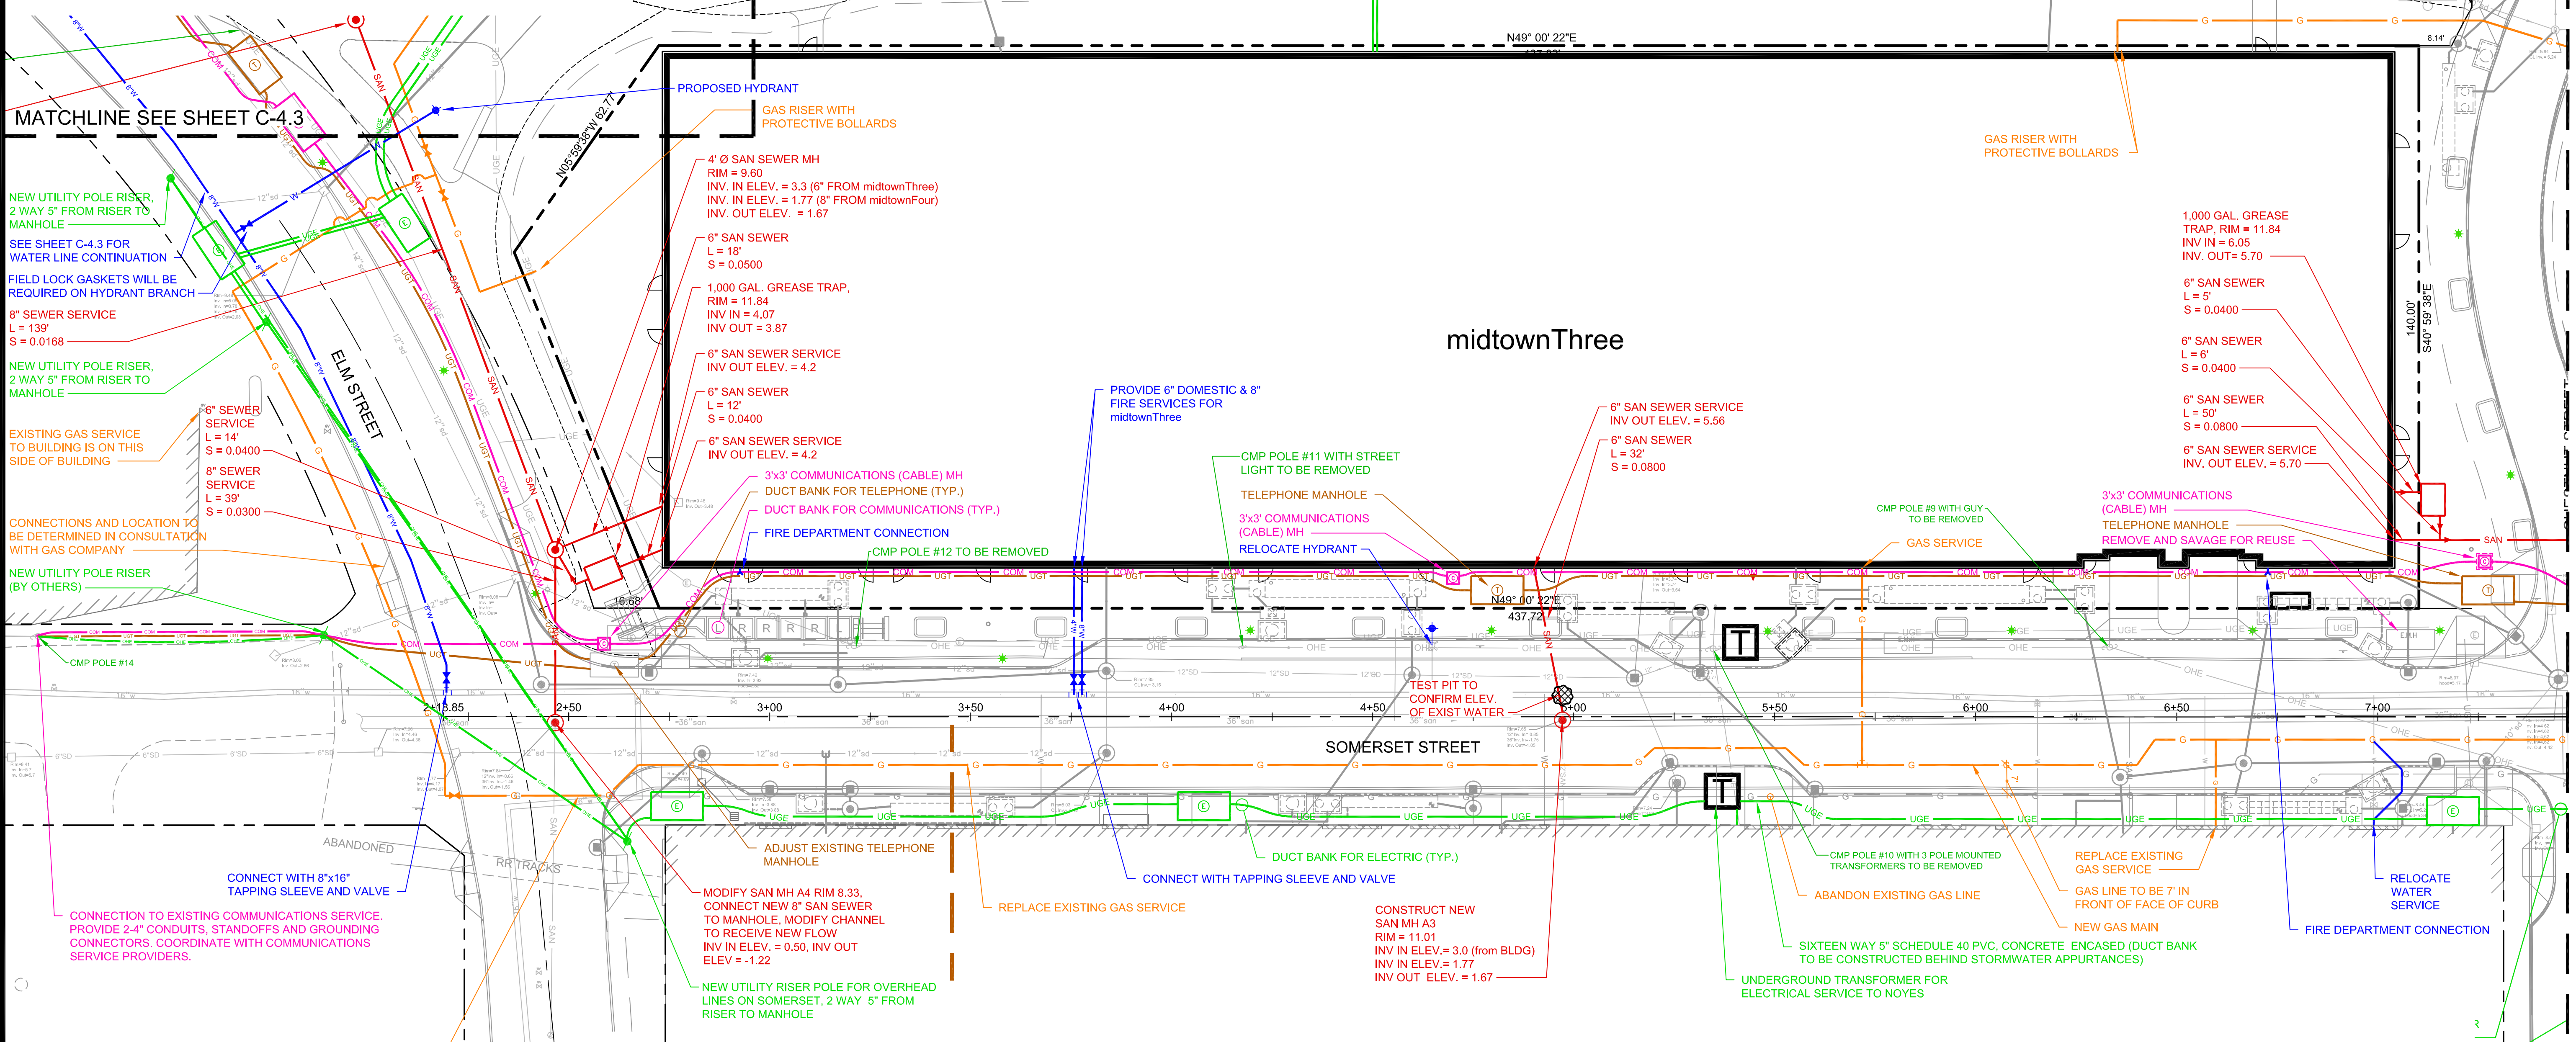 MATCHLINE SEE SHEET C-4.3
NEW UTILITY POLE RISER,
2 WAY 5" FROM RISER TO
MANHOLE
SEE SHEET C-4.3 FOR
WATER LINE CONTINUATION
FIELD LOCK GASKETS WILL BE
REQUIRED ON HYDRANT BRANCH
8" SEWER SERVICE
L = 139'
S = 0.0168
NEW UTILITY POLE RISER,
2 WAY 5" FROM RISER TO
MANHOLE
6" SEWER
SERVICE
L = 14'
S = 0.0400
EXISTING GAS SERVICE
TO BUILDING IS ON THIS
SIDE OF BUILDING
8" SEWER
SERVICE
L = 39'
S = 0.0300
CONNECTIONS AND LOCATION TO
BE DETERMINED IN CONSULTATION
WITH GAS COMPANY
NEW UTILITY POLE RISER
(BY OTHERS)
CMP POLE #14
ELM STREET
PROPOSED HYDRANT
GAS RISER WITH
PROTECTIVE BOLLARDS
N05°59'38"W 62.77'
4' Ø SAN SEWER MH
RIM = 9.60
INV. IN ELEV. = 3.3 (6" FROM midtownThree)
INV. IN ELEV. = 1.77 (8" FROM midtownFour)
INV. OUT ELEV. = 1.67
6" SAN SEWER
L = 18'
S = 0.0500
1,000 GAL. GREASE TRAP,
RIM = 11.84
INV IN = 4.07
INV OUT = 3.87
6" SAN SEWER SERVICE
INV OUT ELEV. = 4.2
6" SAN SEWER
L = 12'
S = 0.0400
6" SAN SEWER SERVICE
INV OUT ELEV. = 4.2
3'x3' COMMUNICATIONS (CABLE) MH
DUCT BANK FOR TELEPHONE (TYP.)
DUCT BANK FOR COMMUNICATIONS (TYP.)
FIRE DEPARTMENT CONNECTION
CMP POLE #12 TO BE REMOVED
PROVIDE 6" DOMESTIC & 8"
FIRE SERVICES FOR
midtownThree
CMP POLE #11 WITH STREET
LIGHT TO BE REMOVED
TELEPHONE MANHOLE
3'x3' COMMUNICATIONS
(CABLE) MH
RELOCATE HYDRANT
N49° 00' 22"E
midtownThree
6" SAN SEWER SERVICE
INV OUT ELEV. = 5.56
6" SAN SEWER
L = 32'
S = 0.0800
GAS RISER WITH
PROTECTIVE BOLLARDS
8.14'
1,000 GAL. GREASE
TRAP, RIM = 11.84
INV IN = 6.05
INV. OUT= 5.70
6" SAN SEWER
L = 5'
S = 0.0400
6" SAN SEWER
L = 6'
S = 0.0400
6" SAN SEWER
L = 50'
S = 0.0800
6" SAN SEWER SERVICE
INV. OUT ELEV. = 5.70
140.00'
S40° 59' 38"E
3'x3' COMMUNICATIONS
(CABLE) MH
TELEPHONE MANHOLE
REMOVE AND SAVAGE FOR REUSE
CMP POLE #9 WITH GUY
TO BE REMOVED
GAS SERVICE
16.68'
N49° 00' 22"E
437.72'
T
TEST PIT TO
CONFIRM ELEV.
OF EXIST WATER
2+13.85 2+50 3+00 3+50 4+00 4+50 5+00 5+50 6+00 6+50 7+00
SOMERSET STREET
T
ABANDONED
RR TRACKS
ADJUST EXISTING TELEPHONE
MANHOLE
DUCT BANK FOR ELECTRIC (TYP.)
CONNECT WITH TAPPING SLEEVE AND VALVE
REPLACE EXISTING GAS SERVICE
CONNECT WITH 8"x16"
TAPPING SLEEVE AND VALVE
CONNECTION TO EXISTING COMMUNICATIONS SERVICE.
PROVIDE 2-4" CONDUITS, STANDOFFS AND GROUNDING
CONNECTORS. COORDINATE WITH COMMUNICATIONS
SERVICE PROVIDERS.
MODIFY SAN MH A4 RIM 8.33,
CONNECT NEW 8" SAN SEWER
TO MANHOLE, MODIFY CHANNEL
TO RECEIVE NEW FLOW
INV IN ELEV. = 0.50, INV OUT
ELEV = -1.22
NEW UTILITY RISER POLE FOR OVERHEAD
LINES ON SOMERSET, 2 WAY 5" FROM
RISER TO MANHOLE
CONSTRUCT NEW
SAN MH A3
RIM = 11.01
INV IN ELEV.= 3.0 (from BLDG)
INV IN ELEV.= 1.77
INV OUT ELEV. = 1.67
CMP POLE #10 WITH 3 POLE MOUNTED
TRANSFORMERS TO BE REMOVED
ABANDON EXISTING GAS LINE
REPLACE EXISTING
GAS SERVICE
GAS LINE TO BE 7' IN
FRONT OF FACE OF CURB
NEW GAS MAIN
SIXTEEN WAY 5" SCHEDULE 40 PVC, CONCRETE ENCASED (DUCT BANK
TO BE CONSTRUCTED BEHIND STORMWATER APPURTANCES)
UNDERGROUND TRANSFORMER FOR
ELECTRICAL SERVICE TO NOYES
RELOCATE
WATER
SERVICE
FIRE DEPARTMENT CONNECTION